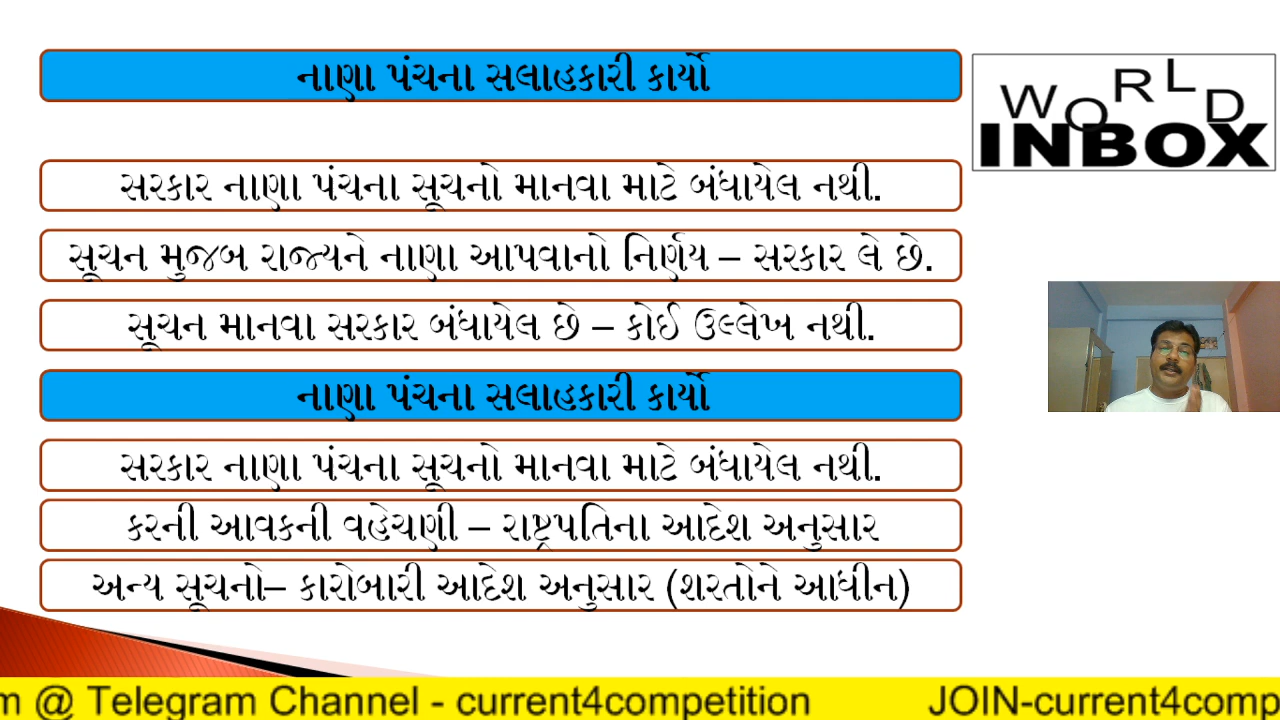 નાણા પંચના સલાહકારી કાર્યો
WORLD
INBOX
સરકાર નાણા પંચના સૂચનો માનવા માટે બંધાયેલ નથી.
સૂચન મુજબ રાજ્યને નાણા આપવાનો નિર્ણય – સરકાર લે છે.
સૂચન માનવા સરકાર બંધાયેલ છે – કોઈ ઉલ્લેખ નથી.
નાણા પંચના સલાહકારી કાર્યો
સરકાર નાણા પંચના સૂચનો માનવા માટે બંધાયેલ નથી.
કરની આવકની વહેચણી – રાષ્ટ્રપતિના આદેશ અનુસાર
અન્ય સૂચનો– કારોબારી આદેશ અનુસાર (શરતોને આધીન)
m @ Telegram Channel - current4competition JOIN-current4comp